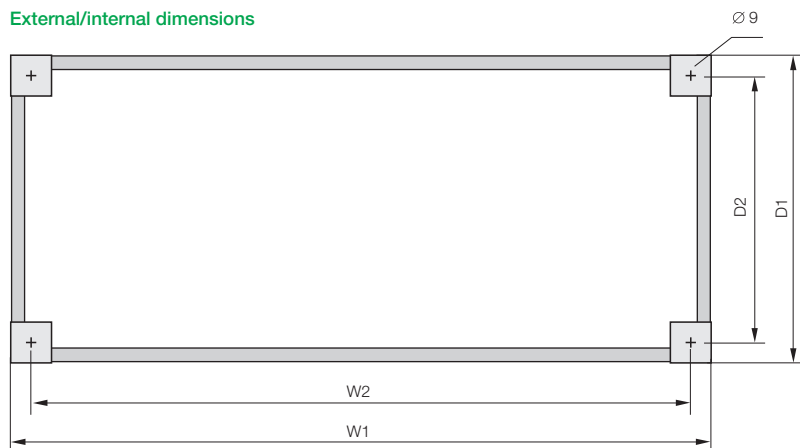 External/internal dimensions
∅ 9
D2
D1
W2
W1